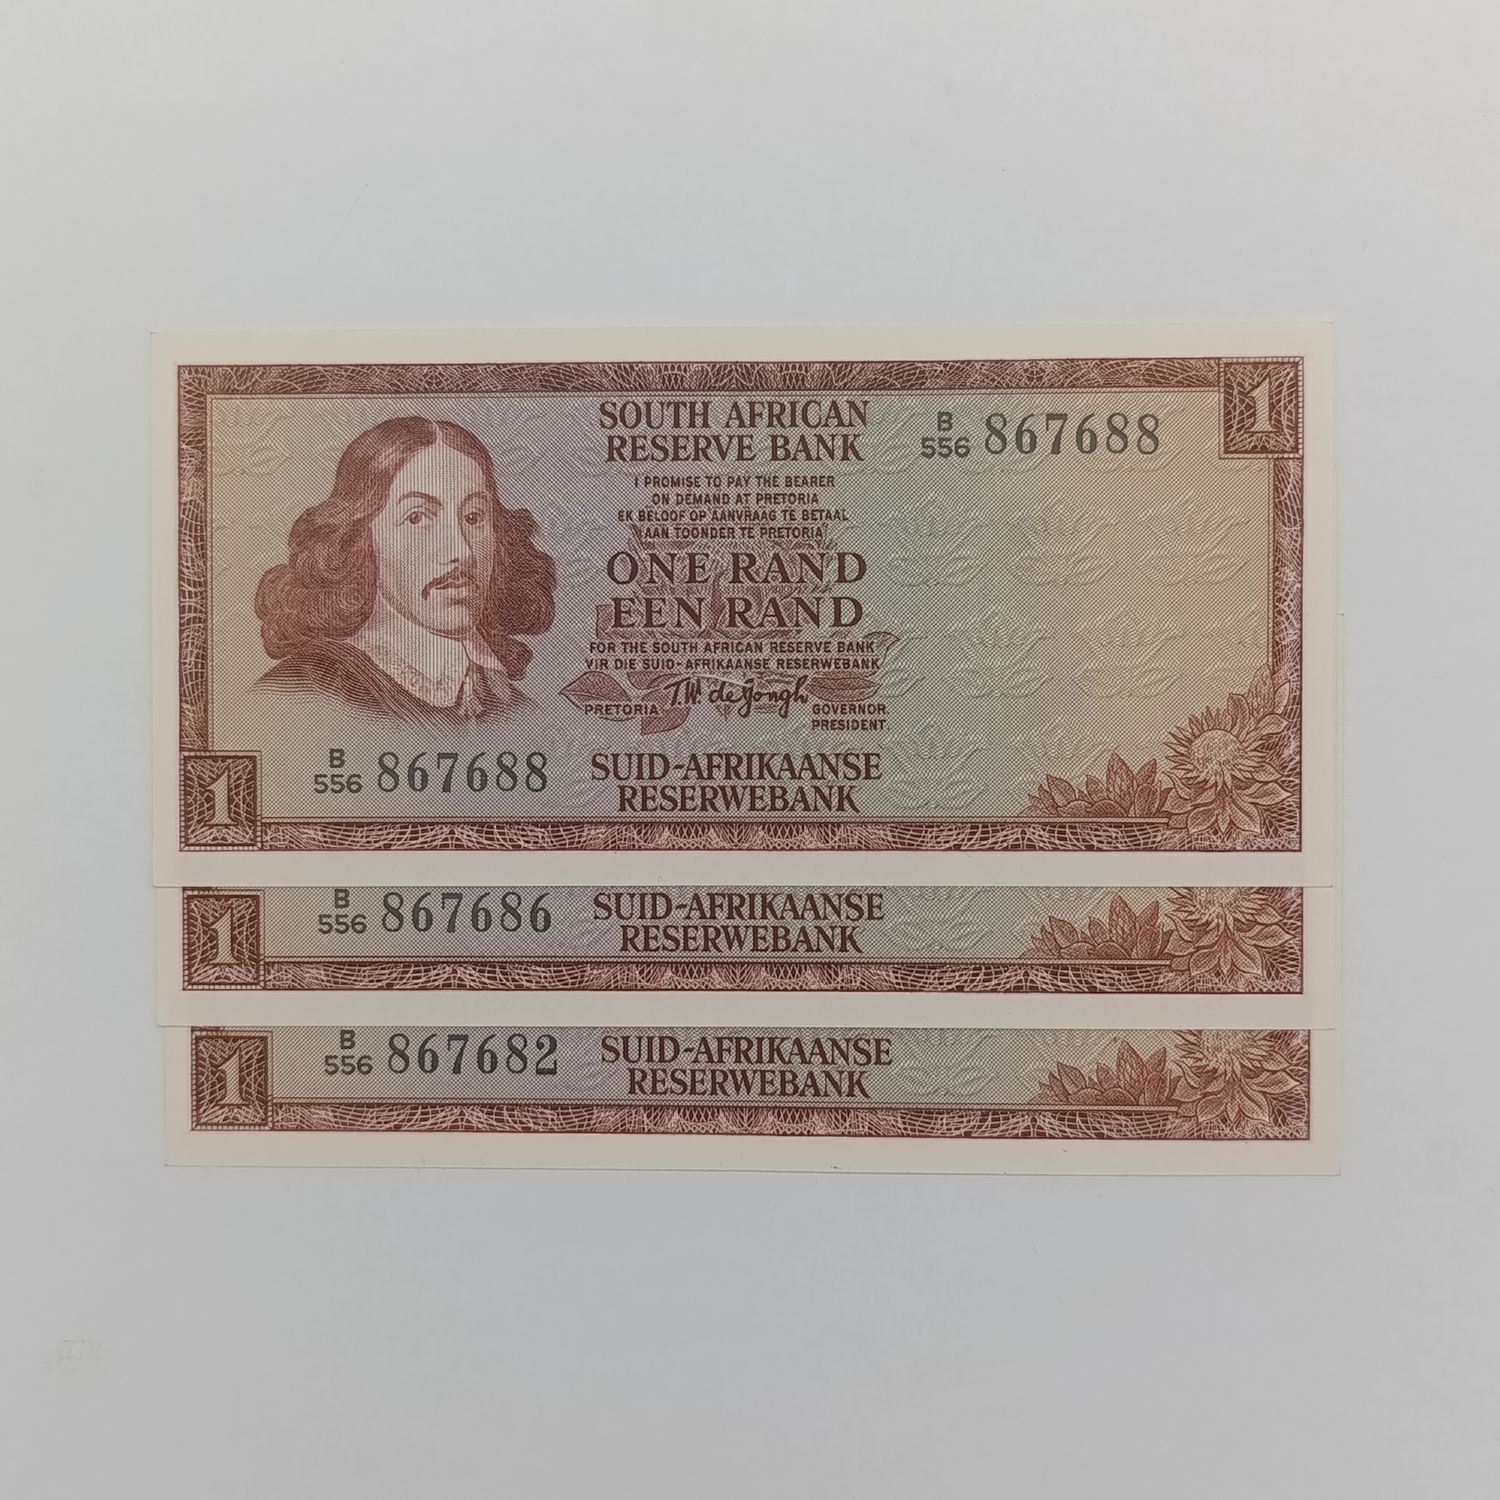 SOUTH AFRICAN
RESERVE BANK
B
556 867688
1
I PROMISE TO PAY THE BEARER
ON DEMAND AT PRETORIA
EK BELOOF OP AANVRAAG TE BETAAL
AAN TOONDER TE PRETORIA
ONE RAND
EEN RAND
FOR THE SOUTH AFRICAN RESERVE BANK
VIR DIE SUID-AFRIKAANSE RESERWEBANK
T.W. de Jongh
PRETORIA
GOVERNOR.
PRESIDENT.
1
B
556 867688
SUID-AFRIKAANSE
RESERWEBANK
1
B
556 867686
SUID-AFRIKAANSE
RESERWEBANK
1
B
556 867682
SUID-AFRIKAANSE
RESERWEBANK